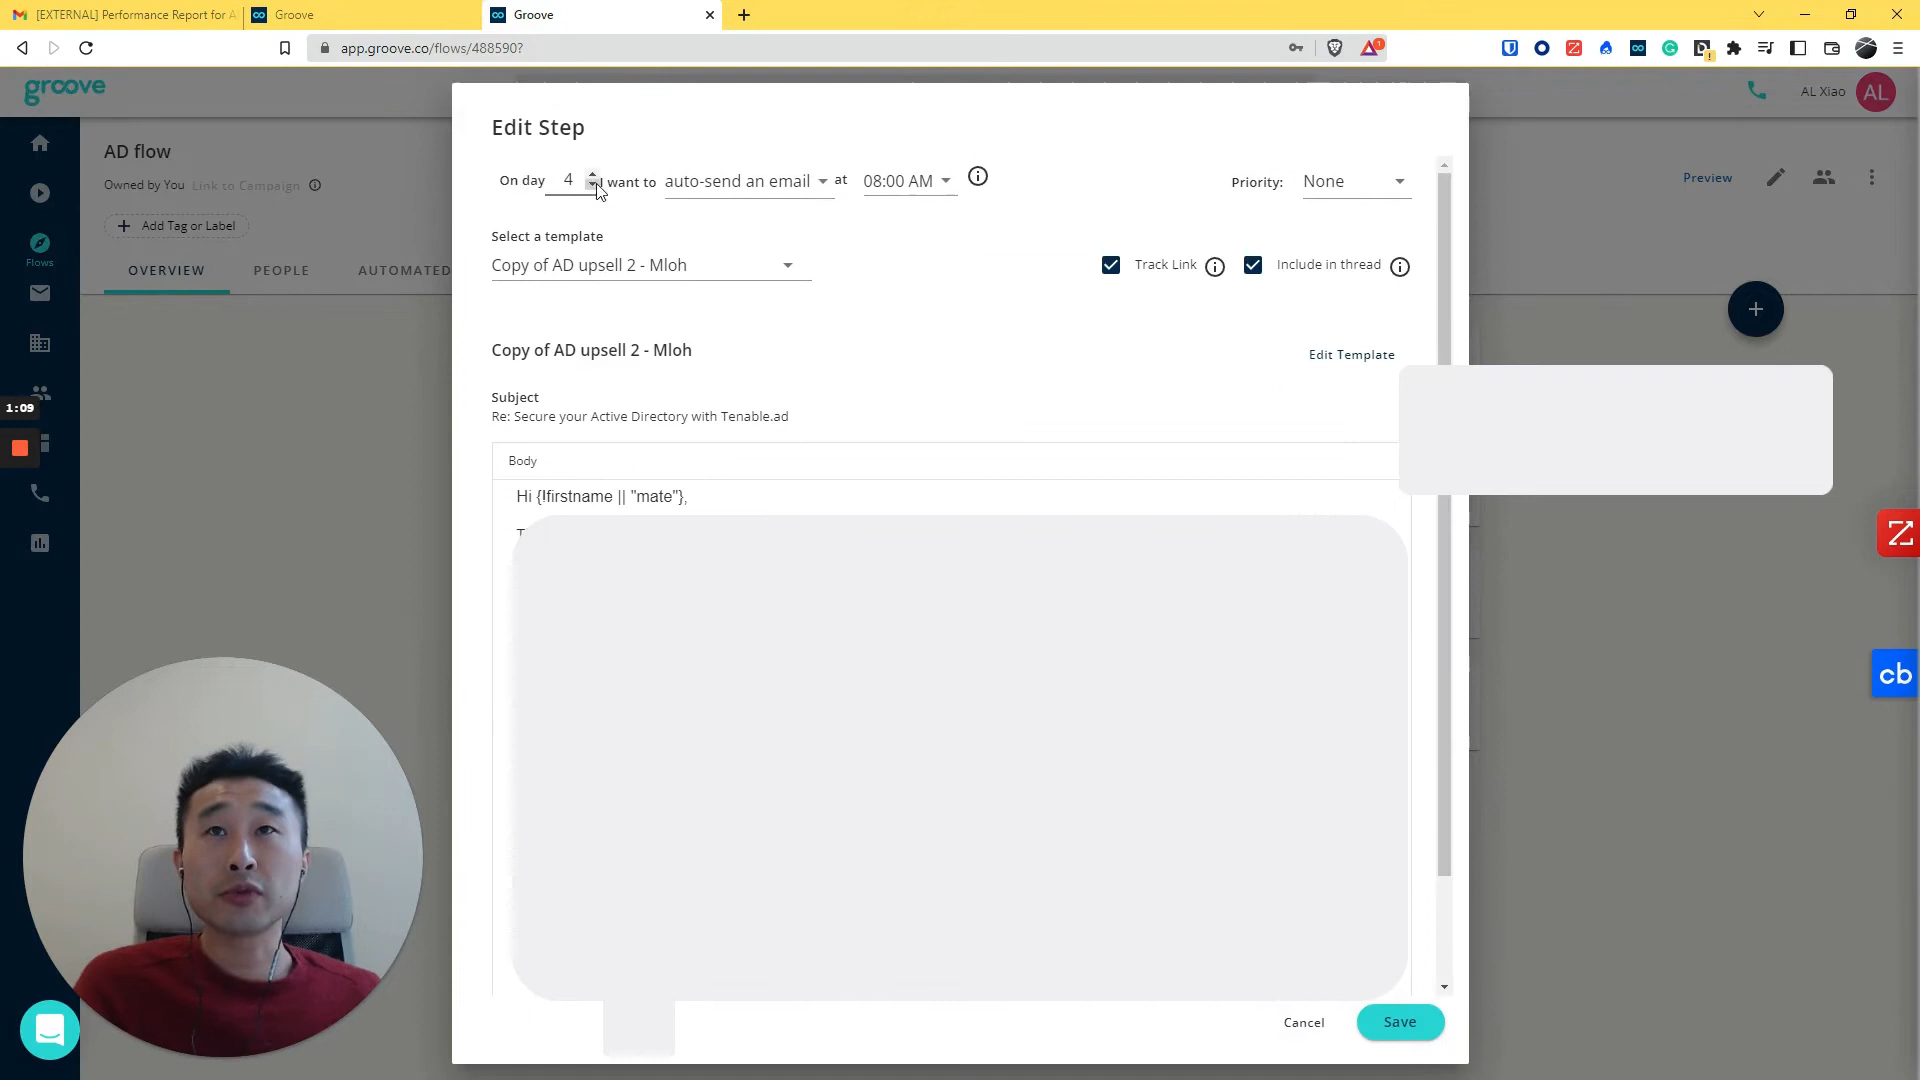 [EXTERNAL] Performance Report for A
Groove
Groove
app.groove.co/flows/488590?
1
groove
AL Xiao
AL
Edit Step
AD flow
Owned by You Link to Campaign
Add Tag or Label
OVERVIEW PEOPLE AUTOMATED
Flows
On day 4 I want to auto-send an email at 08:00 AM
Priority: None
Preview
Select a template
Copy of AD upsell 2 - Mloh
Track Link
Include in thread
Copy of AD upsell 2 - Mloh
Edit Template
Subject
Re: Secure your Active Directory with Tenable.ad
1:09
Body
Hi {!firstname || "mate"},
cb
Cancel
Save